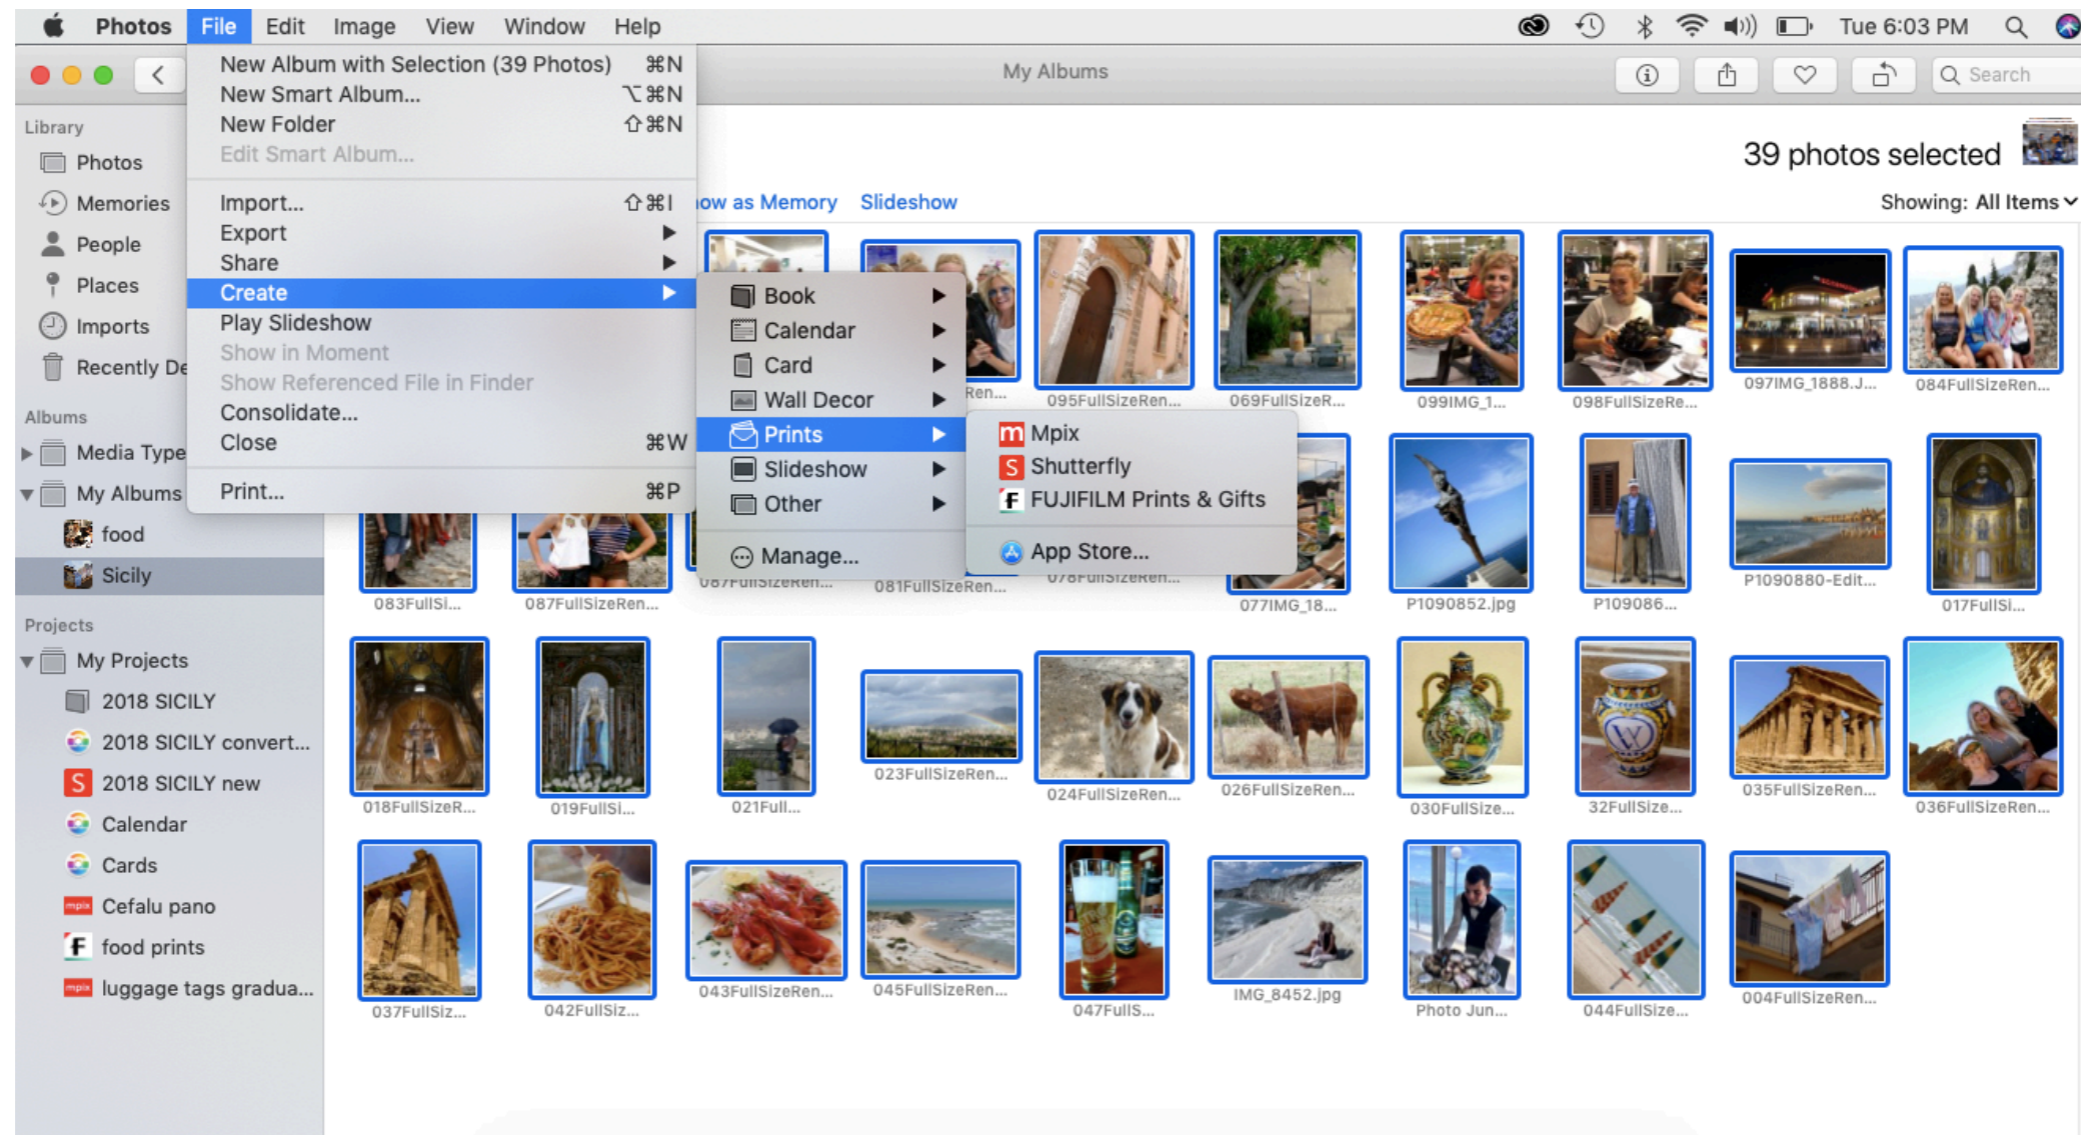 Photos File Edit Image View Window Help Tue 6:03 PM
My Albums
Search
New Album with Selection (39 Photos) ⌘N
New Smart Album... ⌥⌘N
New Folder ⇧⌘N
Edit Smart Album...
Import... ⇧⌘I
Export
Share
Create
Play Slideshow
Show in Moment
Show Referenced File in Finder
Consolidate...
Close ⌘W
Print... ⌘P
Book
Calendar
Card
Wall Decor
Prints
Slideshow
Other
Manage...
Mpix
Shutterfly
FUJIFILM Prints & Gifts
App Store...
Library
Photos
Memories
People
Places
Imports
Recently De
Albums
Media Type
My Albums
food
Sicily
Projects
My Projects
2018 SICILY
2018 SICILY convert...
2018 SICILY new
Calendar
Cards
mpix Cefalu pano
food prints
mpix luggage tags gradua...
39 photos selected
ow as Memory Slideshow
Showing: All Items
Ren... 095FullSizeRen... 069FullSizeR... 099IMG_1... 098FullSizeRe... 097IMG_1888.J... 084FullSizeRen...
083FullSi... 087FullSizeRen... 087FullSizeRen... 081FullSizeRen... 078FullSizeRen... 077IMG_18... P1090852.jpg P109086... P1090880-Edit... 017FullSi...
018FullSizeR... 019FullSi... 021Full... 023FullSizeRen... 024FullSizeRen... 026FullSizeRen... 030FullSize... 32FullSize... 035FullSizeRen... 036FullSizeRen...
037FullSiz... 042FullSiz... 043FullSizeRen... 045FullSizeRen... 047FullS... IMG_8452.jpg Photo Jun... 044FullSize... 004FullSizeRen...